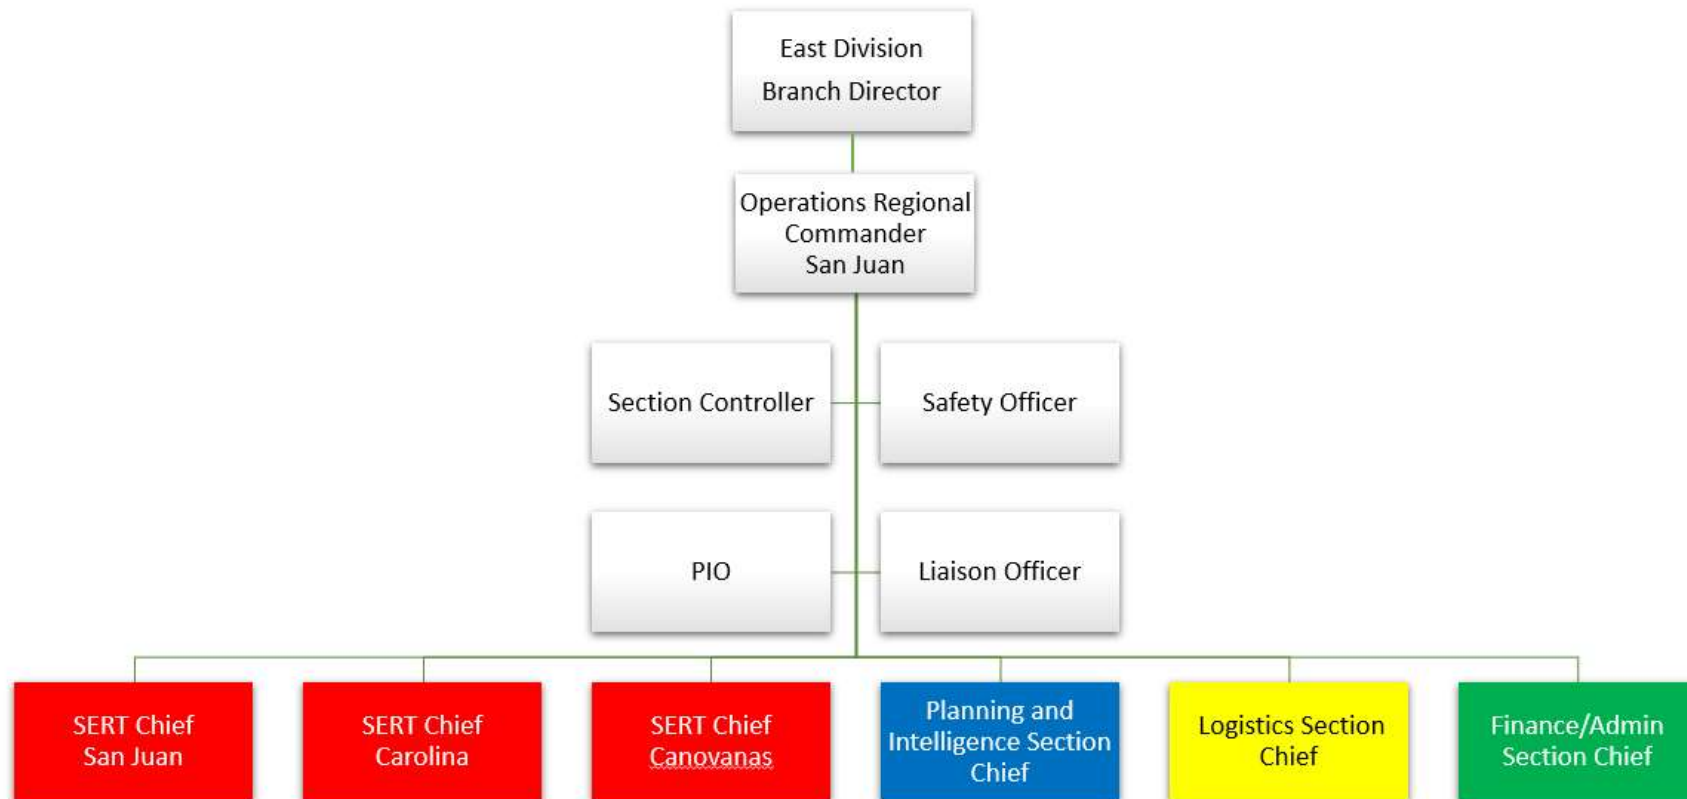 East Division
Branch Director
Operations Regional
Commander
San Juan
Section Controller
Safety Officer
PIO
Liaison Officer
SERT Chief
San Juan
SERT Chief
Carolina
SERT Chief
Canovanas
Planning and
Intelligence Section
Chief
Logistics Section
Chief
Finance/Admin
Section Chief